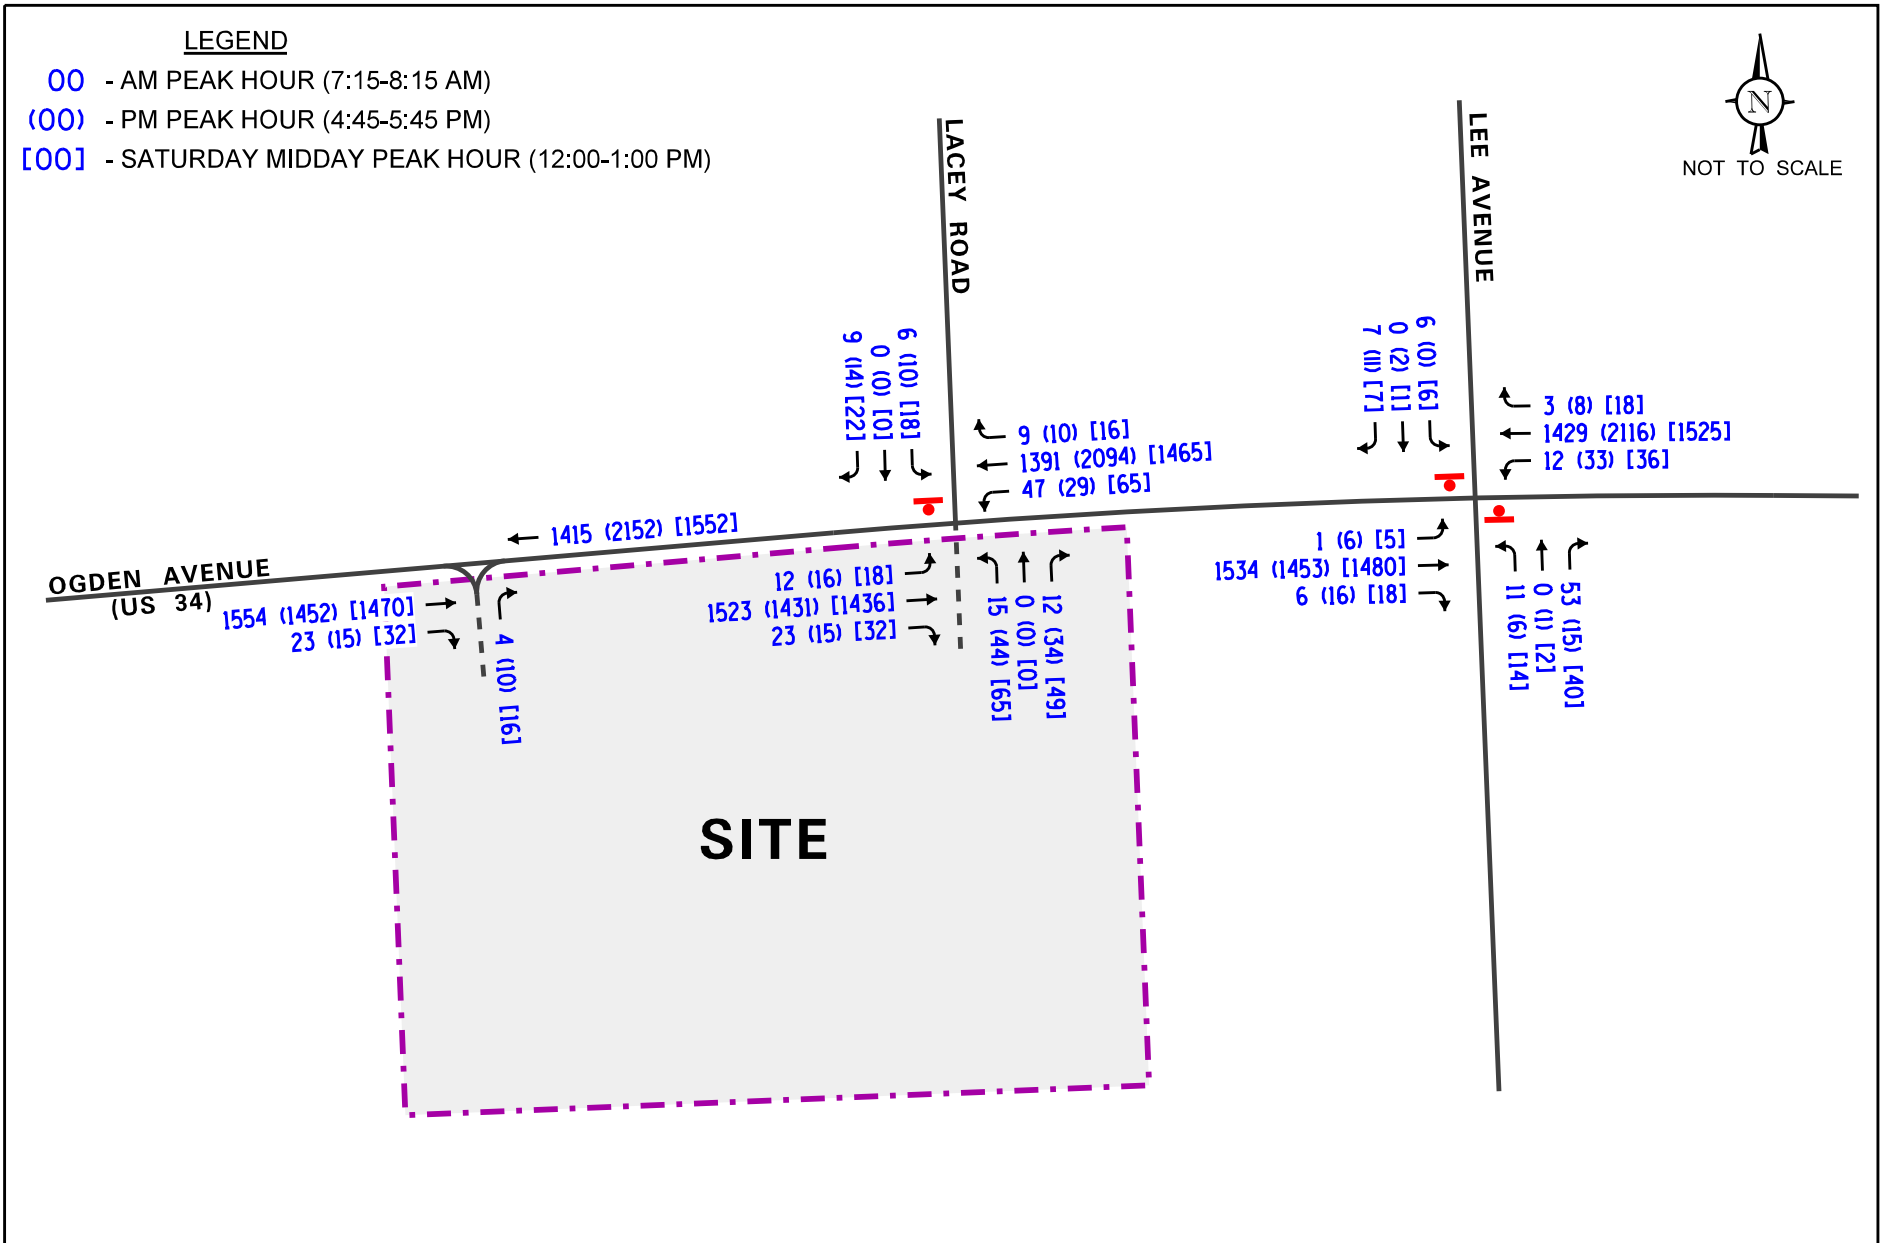 LEGEND
00 - AM PEAK HOUR (7:15-8:15 AM)
(00) - PM PEAK HOUR (4:45-5:45 PM)
[00] - SATURDAY MIDDAY PEAK HOUR (12:00-1:00 PM)
N
NOT TO SCALE
LACEY ROAD
LEE AVENUE
9 (14) [22]
0 (0) [0]
6 (10) [18]
9 (10) [16]
1391 (2094) [1465]
47 (29) [65]
7 (11) [7]
0 (2) [1]
6 (0) [6]
3 (8) [18]
1429 (2116) [1525]
12 (33) [36]
1415 (2152) [1552]
OGDEN AVENUE
(US 34)
1554 (1452) [1470]
23 (15) [32]
4 (10) [16]
12 (16) [18]
1523 (1431) [1436]
23 (15) [32]
15 (44) [65]
0 (0) [0]
12 (34) [49]
1 (6) [5]
1534 (1453) [1480]
6 (16) [18]
11 (6) [14]
0 (1) [2]
53 (15) [40]
SITE